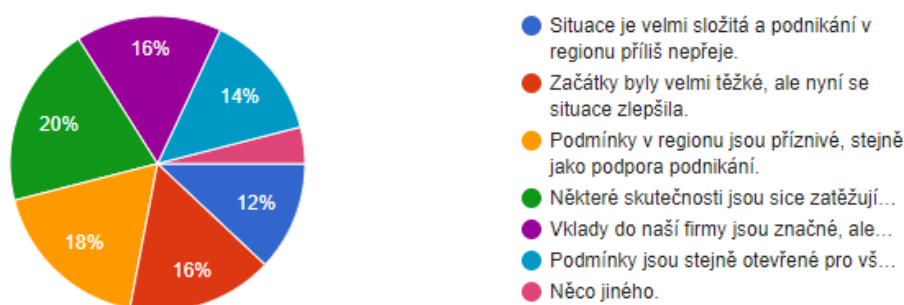 16%
14%
20%
12%
18%
16%
Situace je velmi složitá a podnikání v
regionu příliš nepřeje.
Začátky byly velmi těžké, ale nyní se
situace zlepšila.
Podmínky v regionu jsou příznivé, stejně
jako podpora podnikání.
Některé skutečnosti jsou sice zatěžují...
Vklady do naší firmy jsou značné, ale...
Podmínky jsou stejně otevřené pro vš...
Něco jiného.